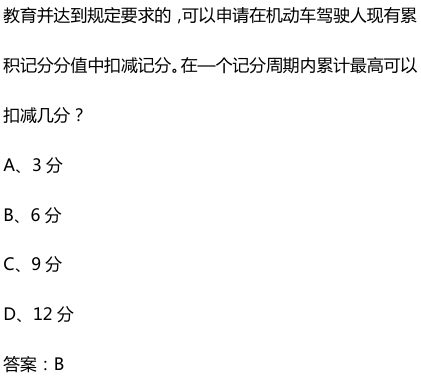 教育并达到规定要求的,可以申请在机动车驾驶人现有累
积记分分值中扣减记分。在一个记分周期内累计最高可以
扣减几分?
A、3 分
B、6 分
C、9 分
D、12 分
答案:B